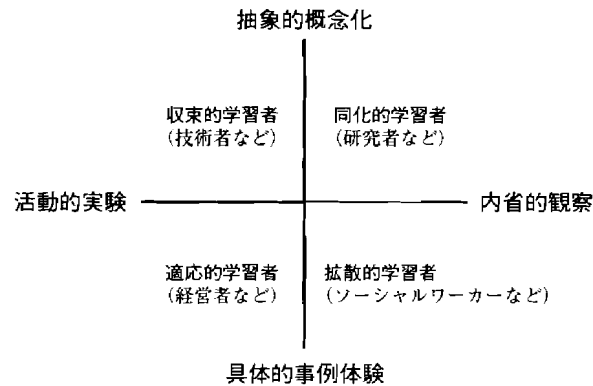 抽象的概念化
収束的学習者
(技術者など)
同化的学習者
(研究者など)
活動的実験
内省的観察
適応的学習者
(経営者など)
拡散的学習者
(ソーシャルワーカーなど)
具体的事例体験